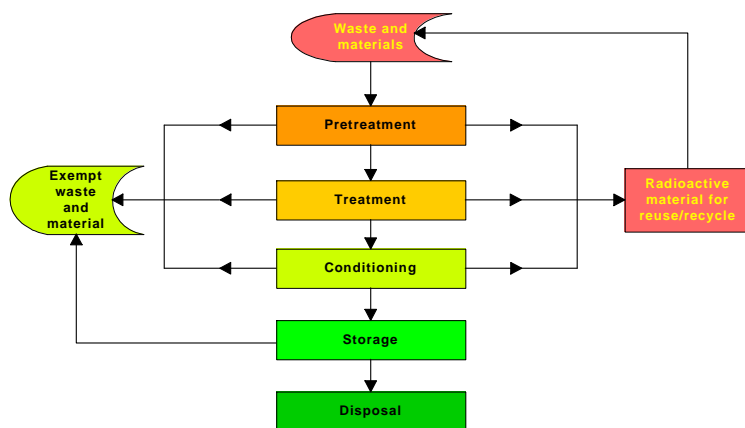 Waste and
materials
Pretreatment
Exempt
waste
and
material
Treatment
Radioactive
material for
reuse/recycle
Conditioning
Storage
Disposal